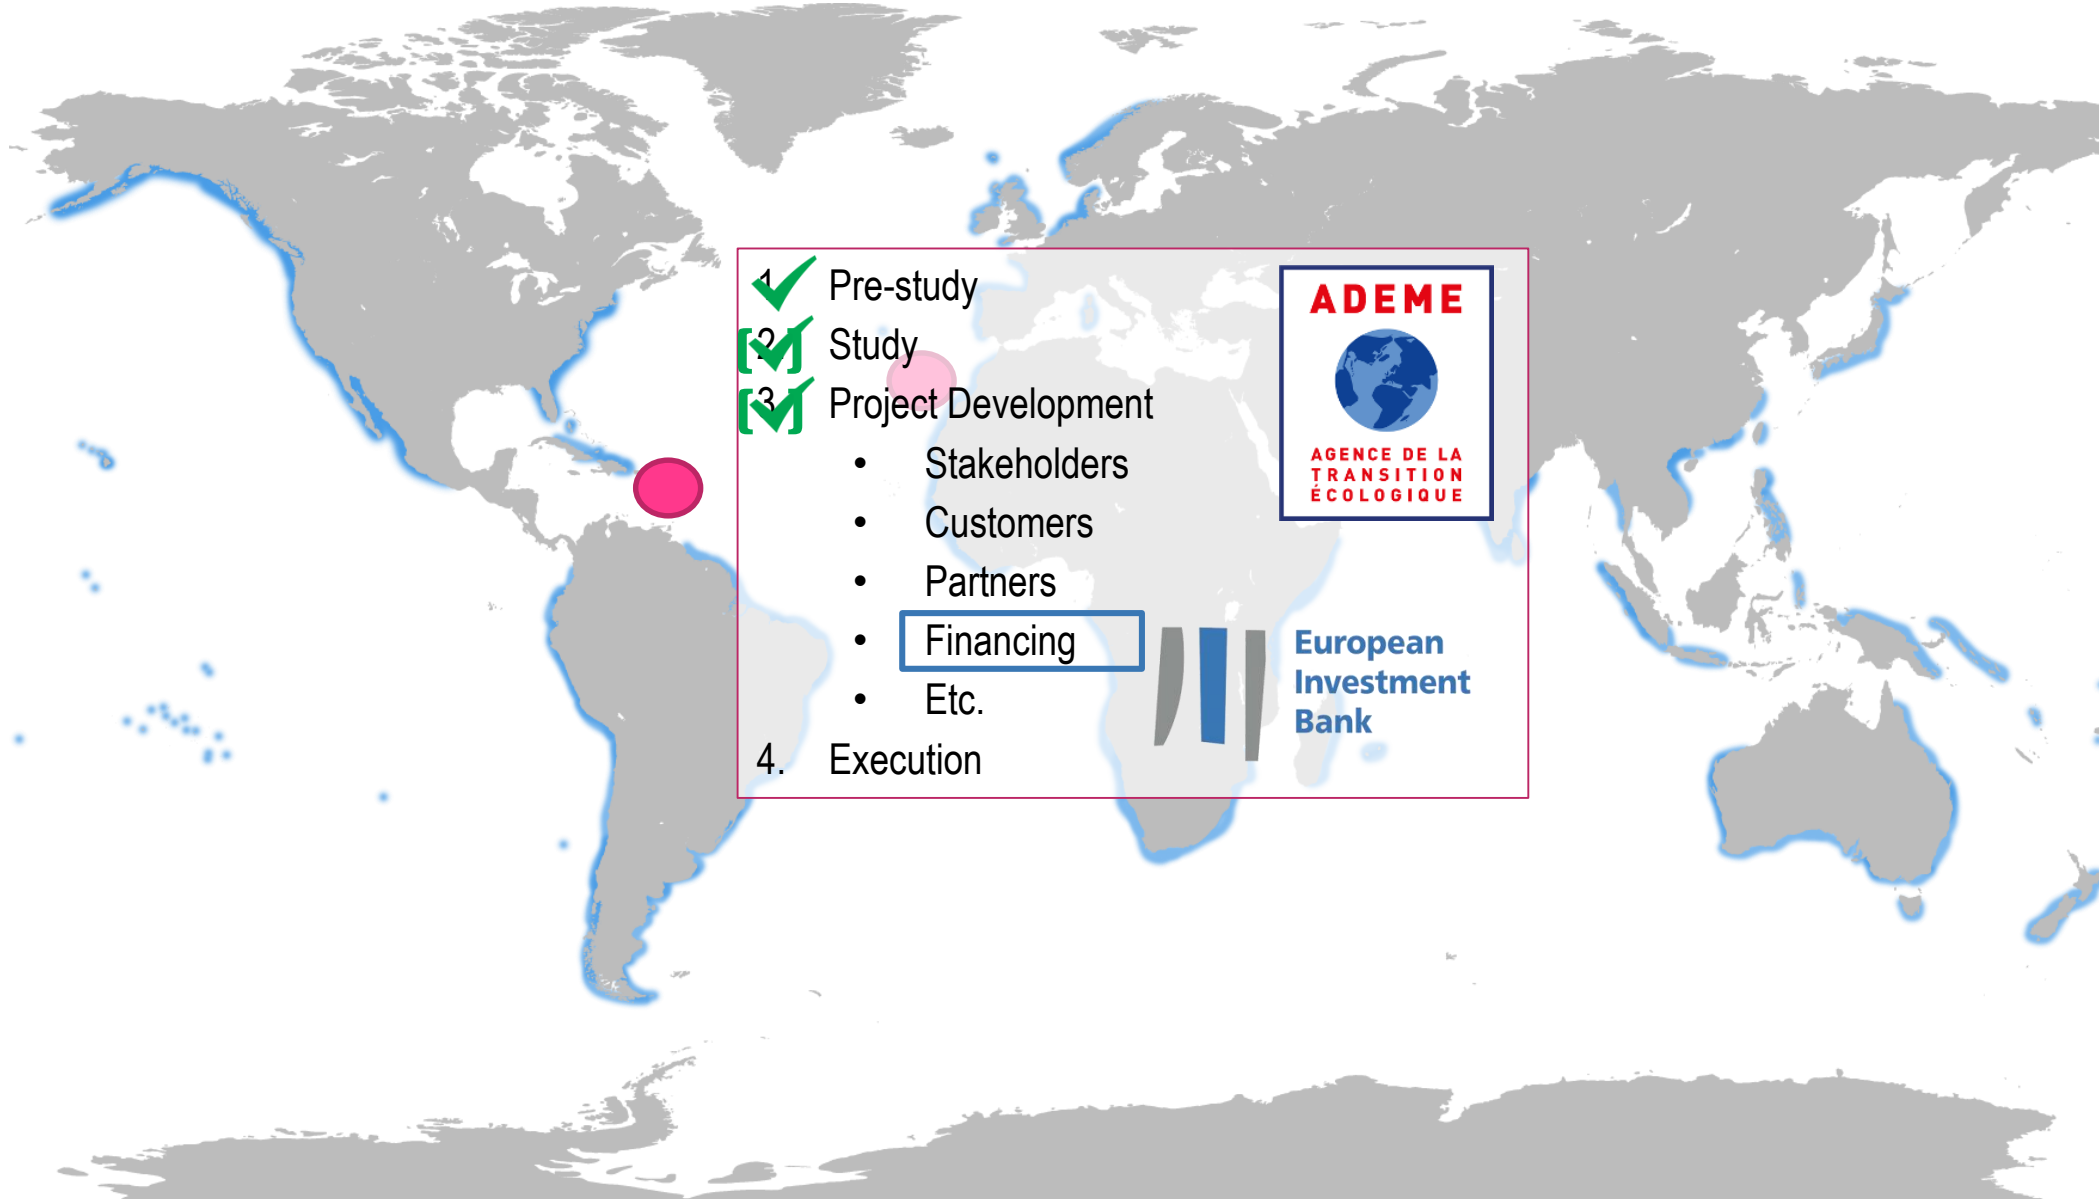 1. Pre-study
[2.] Study
[3.] Project Development
• Stakeholders
• Customers
• Partners
• Financing
• Etc.
4. Execution
ADEME
AGENCE DE LA
TRANSITION
ÉCOLOGIQUE
European
Investment
Bank